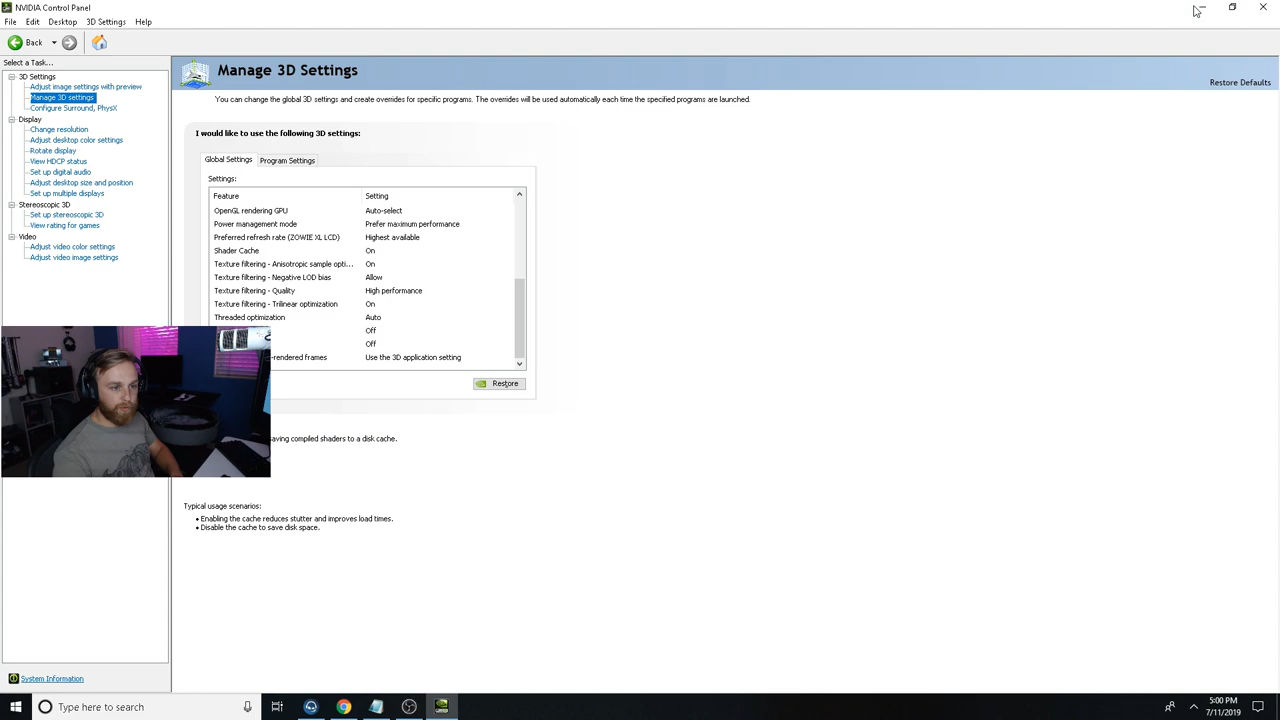 NVIDIA Control Panel
File Edit Desktop 3D Settings Help
Back
Select a Task...
3D Settings
Adjust image settings with preview
Manage 3D settings
Configure Surround, PhysX
Display
Change resolution
Adjust desktop color settings
Rotate display
View HDCP status
Set up digital audio
Adjust desktop size and position
Set up multiple displays
Stereoscopic 3D
Set up stereoscopic 3D
View rating for games
Video
Adjust video color settings
Adjust video image settings
System Information
Manage 3D Settings
Restore Defaults
You can change the global 3D settings and create overrides for specific programs. The overrides will be used automatically each time the specified programs are launched.
I would like to use the following 3D settings:
Global Settings Program Settings
Settings:
Feature Setting
OpenGL rendering GPU Auto-select
Power management mode Prefer maximum performance
Preferred refresh rate (ZOWIE XL LCD) Highest available
Shader Cache On
Texture filtering - Anisotropic sample opti... On
Texture filtering - Negative LOD bias Allow
Texture filtering - Quality High performance
Texture filtering - Trilinear optimization On
Threaded optimization Auto
Off
Off
-rendered frames Use the 3D application setting
Restore
saving compiled shaders to a disk cache.
Typical usage scenarios:
• Enabling the cache reduces stutter and improves load times.
• Disable the cache to save disk space.
Type here to search
5:00 PM
7/11/2019